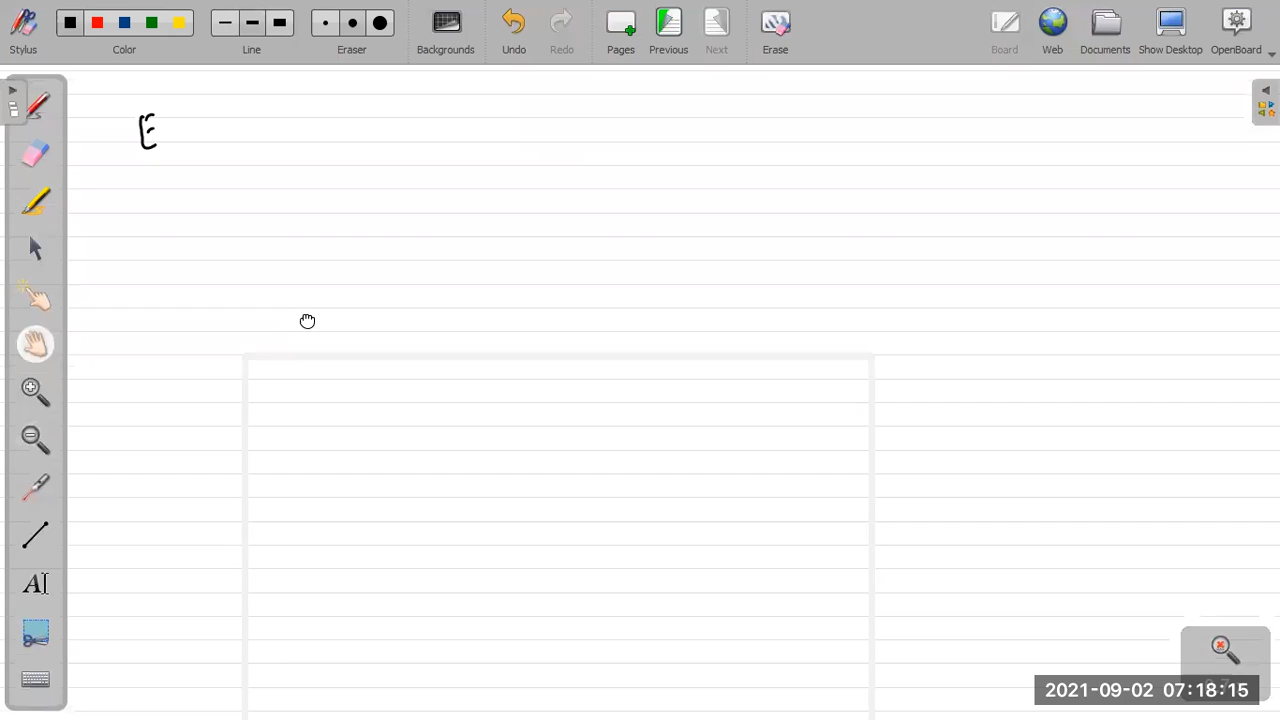 Stylus Color Line Eraser Backgrounds Undo Redo Pages Previous Next Erase Board Web Documents Show Desktop OpenBoard
E
A
2021-09-02 07:18:15